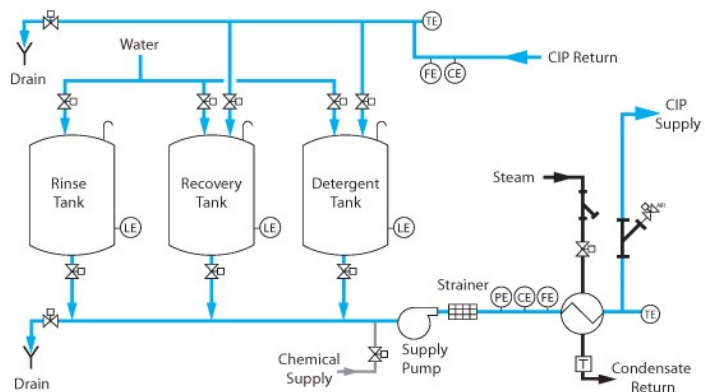 TE
Water
Drain
FE
CE
CIP Return
CIP
Supply
Rinse
Tank
Recovery
Tank
Detergent
Tank
Steam
LE
LE
LE
Strainer
PE
CE
FE
TE
Chemical
Supply
Supply
Pump
T
Drain
Condensate
Return